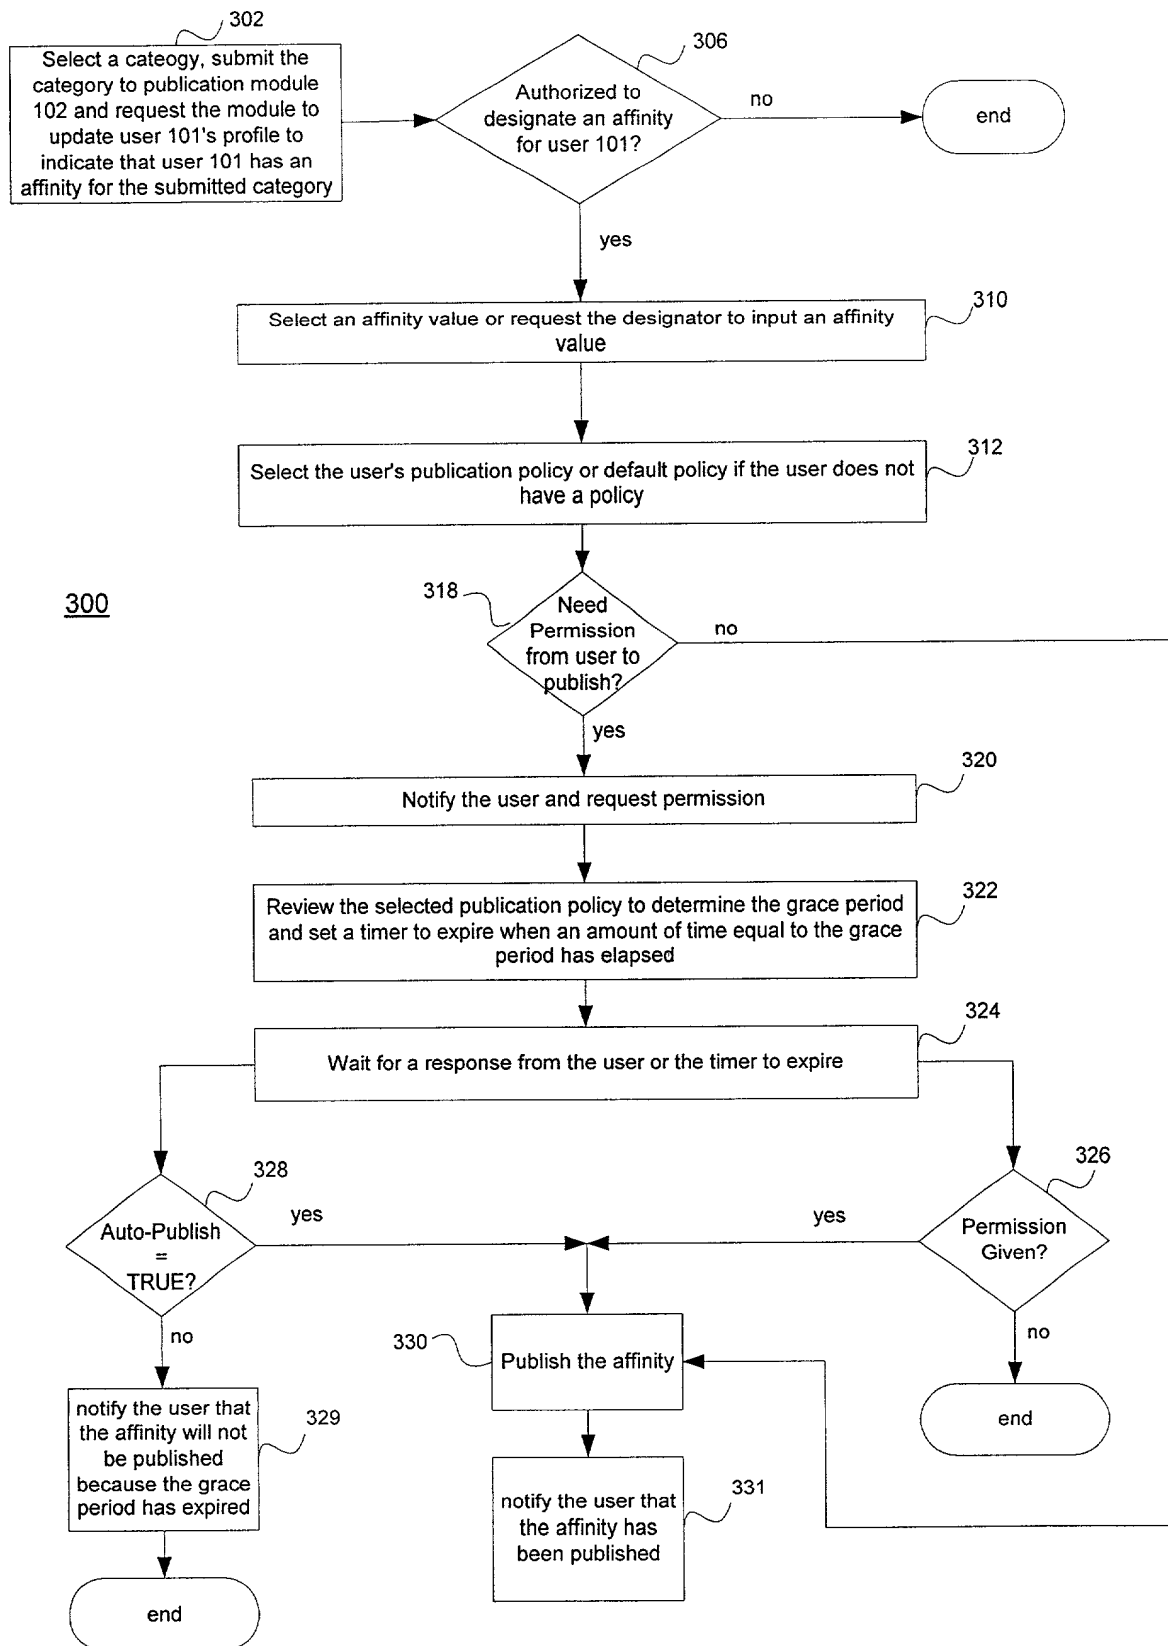 302
Select a cateogy, submit the
category to publication module
102 and request the module to
update user 101's profile to
indicate that user 101 has an
affinity for the submitted category
306
Authorized to
designate an affinity
for user 101?
no
end
yes
310
Select an affinity value or request the designator to input an affinity
value
312
Select the user's publication policy or default policy if the user does not
have a policy
300
318
Need
Permission
from user to
publish?
no
yes
320
Notify the user and request permission
322
Review the selected publication policy to determine the grace period
and set a timer to expire when an amount of time equal to the grace
period has elapsed
324
Wait for a response from the user or the timer to expire
328
Auto-Publish
=
TRUE?
yes
yes
326
Permission
Given?
no
no
330
Publish the affinity
end
notify the user that
the affinity will not
be published
because the grace
period has expired
329
notify the user that
the affinity has
been published
331
end